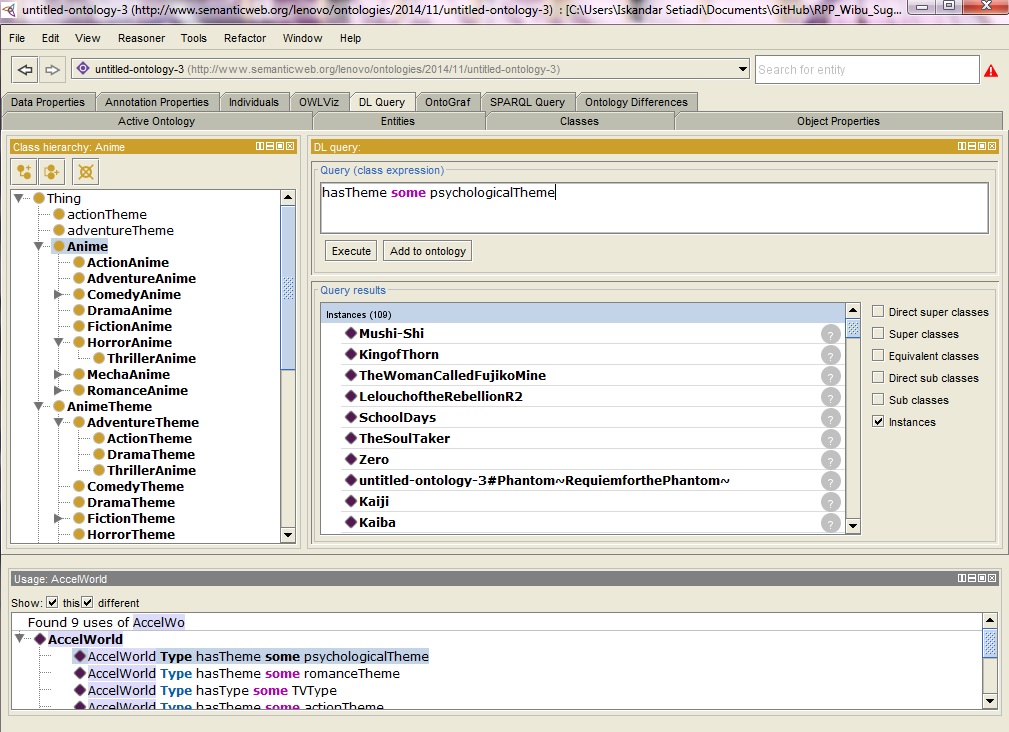 untitled-ontology-3 (http://www.semanticweb.org/lenovo/ontologies/2014/11/untitled-ontology-3) : [C:\Users\Iskandar Setiadi\Documents\GitHub\RPP_Wibu_Sug...
File Edit View Reasoner Tools Refactor Window Help
untitled-ontology-3 (http://www.semanticweb.org/lenovo/ontologies/2014/11/untitled-ontology-3) Search for entity
Data Properties Annotation Properties Individuals OWLViz DL Query OntoGraf SPARQL Query Ontology Differences
Active Ontology Entities Classes Object Properties
Class hierarchy: Anime
Thing
actionTheme
adventureTheme
Anime
ActionAnime
AdventureAnime
ComedyAnime
DramaAnime
FictionAnime
HorrorAnime
ThrillerAnime
MechaAnime
RomanceAnime
AnimeTheme
AdventureTheme
ActionTheme
DramaTheme
ThrillerAnime
ComedyTheme
DramaTheme
FictionTheme
HorrorTheme
DL query:
Query (class expression)
hasTheme some psychologicalTheme
Execute Add to ontology
Query results
Instances (109)
Mushi-Shi
KingofThorn
TheWomanCalledFujikoMine
LelouchoftheRebellionR2
SchoolDays
TheSoulTaker
Zero
untitled-ontology-3#Phantom~RequiemforthePhantom~
Kaiji
Kaiba
Direct super classes
Super classes
Equivalent classes
Direct sub classes
Sub classes
Instances
Usage: AccelWorld
Show: this different
Found 9 uses of AccelWo
AccelWorld
AccelWorld Type hasTheme some psychologicalTheme
AccelWorld Type hasTheme some romanceTheme
AccelWorld Type hasType some TVType
AccelWorld Type hasTheme some actionTheme